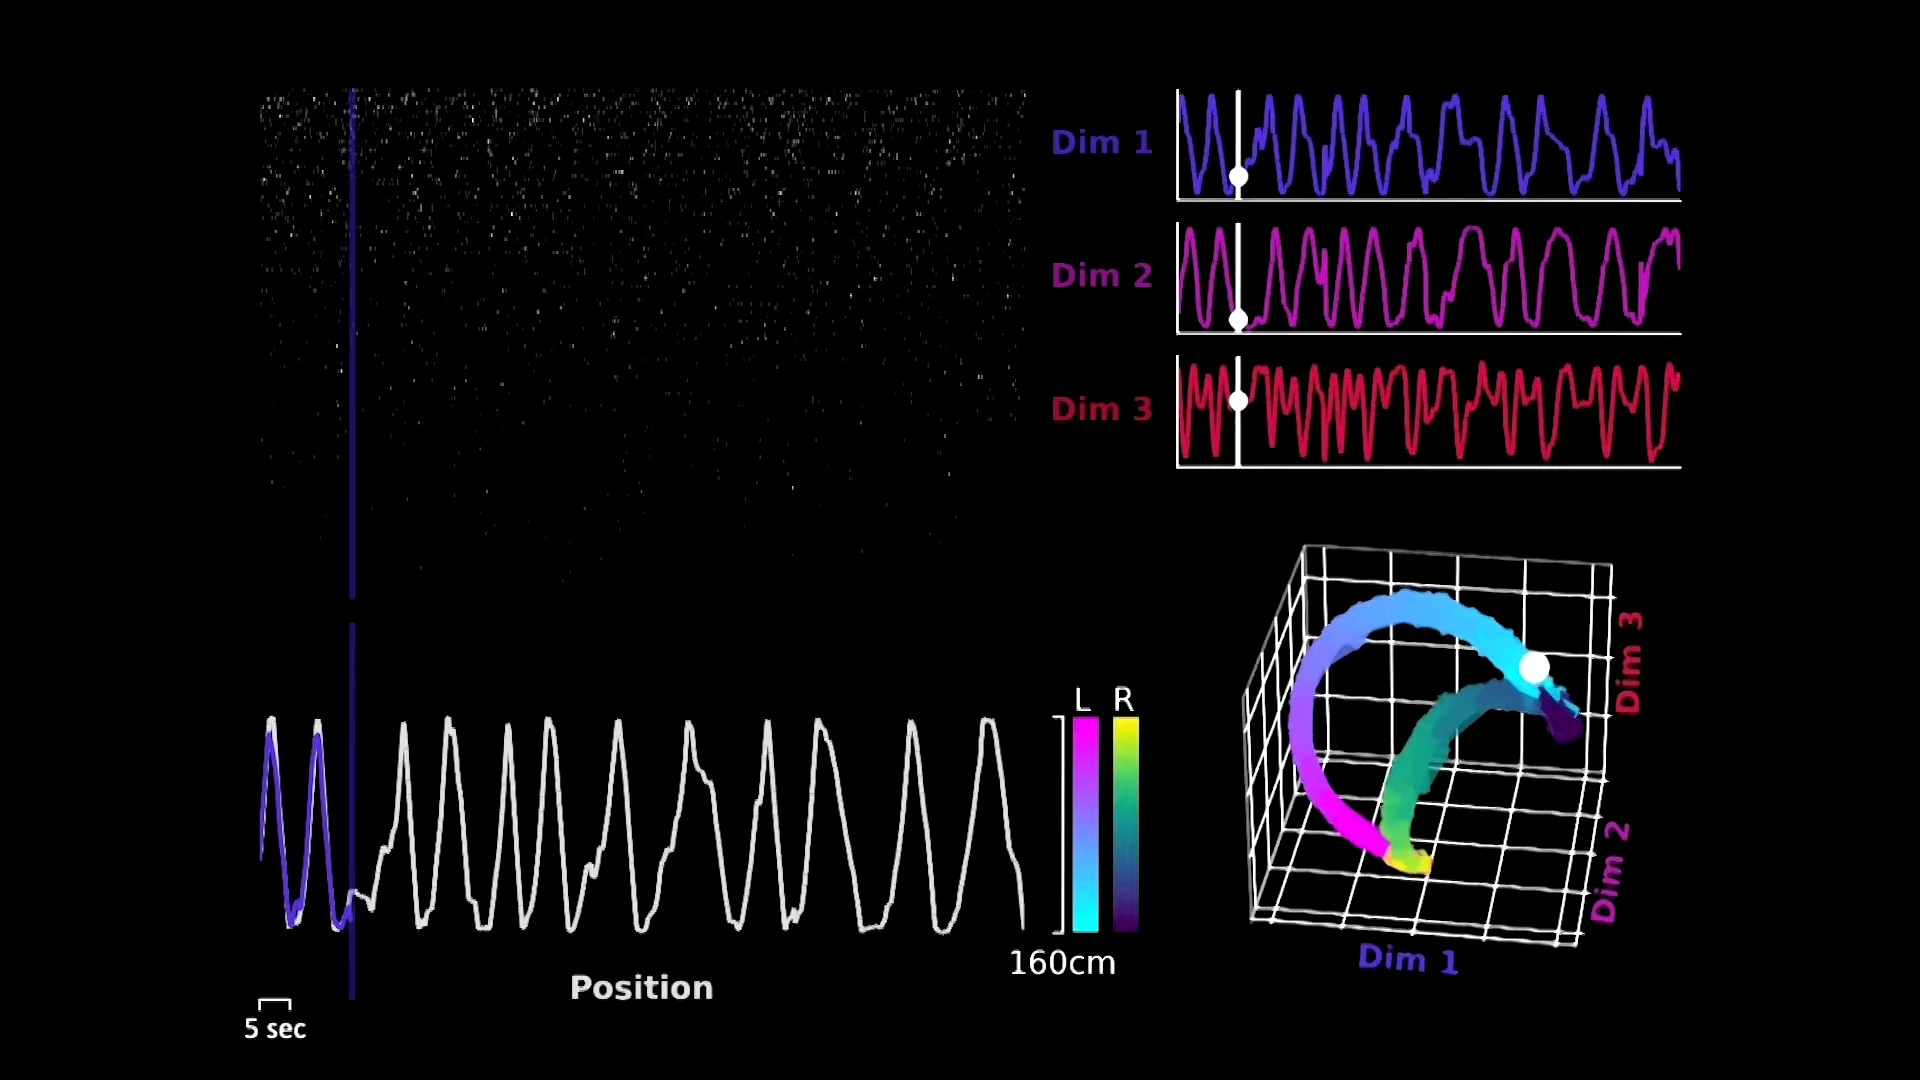 Dim 1
Dim 2
Dim 3
L R
160cm
Position
5 sec
Dim 3
Dim 2
Dim 1